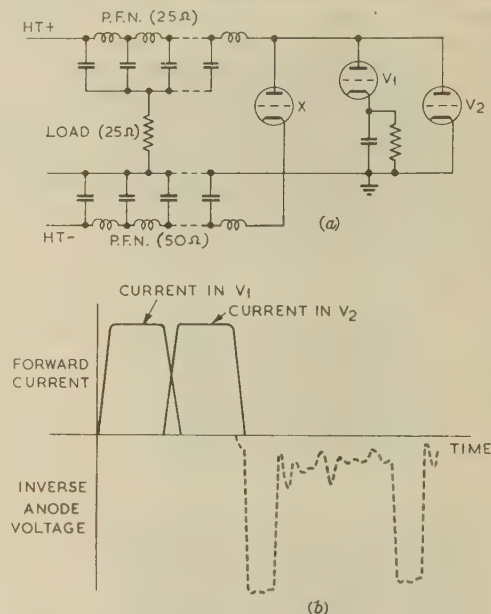 P.F.N. (25Ω)
HT+
X
V1
V2
LOAD (25Ω)
HT-
P.F.N. (50Ω)
(a)
CURRENT IN V1
CURRENT IN V2
FORWARD
CURRENT
TIME
INVERSE
ANODE
VOLTAGE
(b)